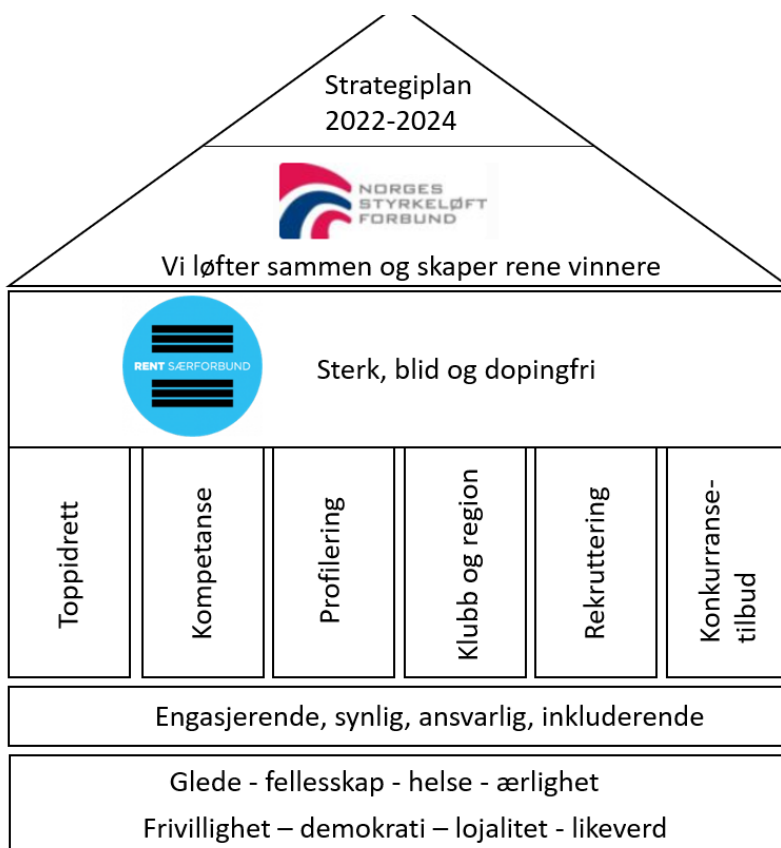 Strategiplan
2022-2024
NORGES
STYRKELØFT
FORBUND
Vi løfter sammen og skaper rene vinnere
RENT SÆRFORBUND
Sterk, blid og dopingfri
Toppidrett
Kompetanse
Profilering
Klubb og region
Rekruttering
Konkurranse-
tilbud
Engasjerende, synlig, ansvarlig, inkluderende
Glede - fellesskap - helse - ærlighet
Frivillighet – demokrati – lojalitet - likeverd